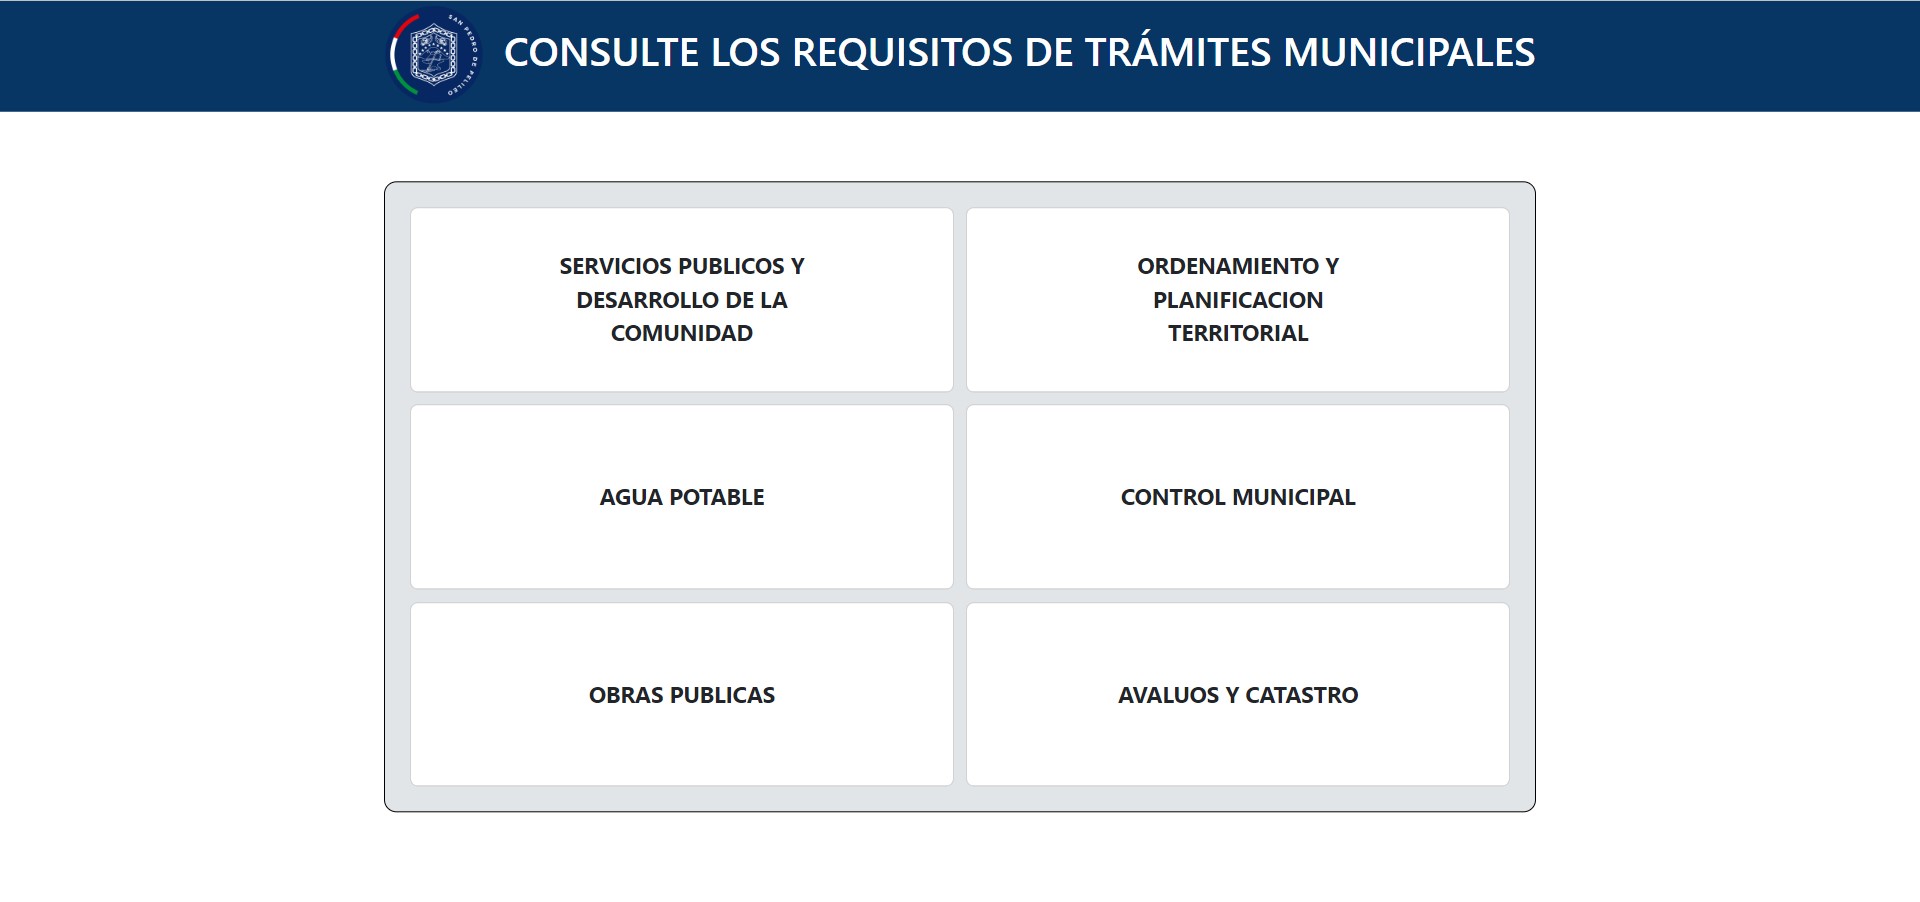 SAN PEDRO DE PELILEO
CONSULTE LOS REQUISITOS DE TRÁMITES MUNICIPALES
SERVICIOS PUBLICOS Y
DESARROLLO DE LA
COMUNIDAD
ORDENAMIENTO Y
PLANIFICACION
TERRITORIAL
AGUA POTABLE
CONTROL MUNICIPAL
OBRAS PUBLICAS
AVALUOS Y CATASTRO